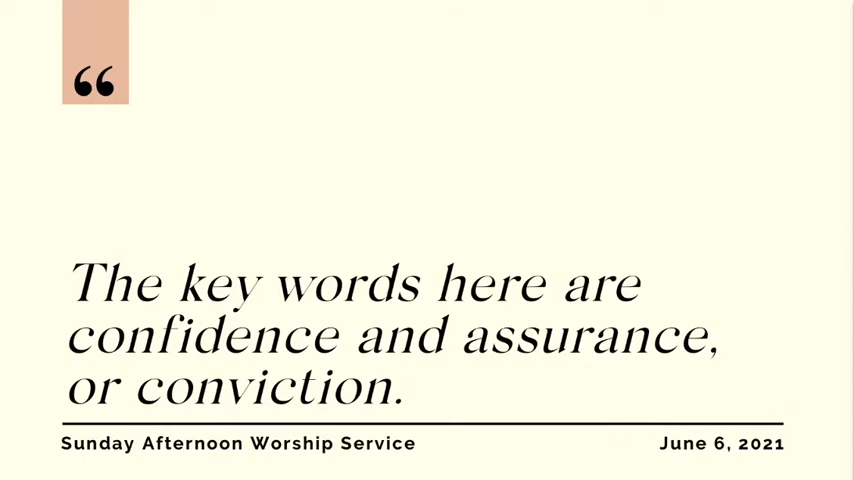 “
The key words here are
confidence and assurance,
or conviction.
Sunday Afternoon Worship Service
June 6, 2021